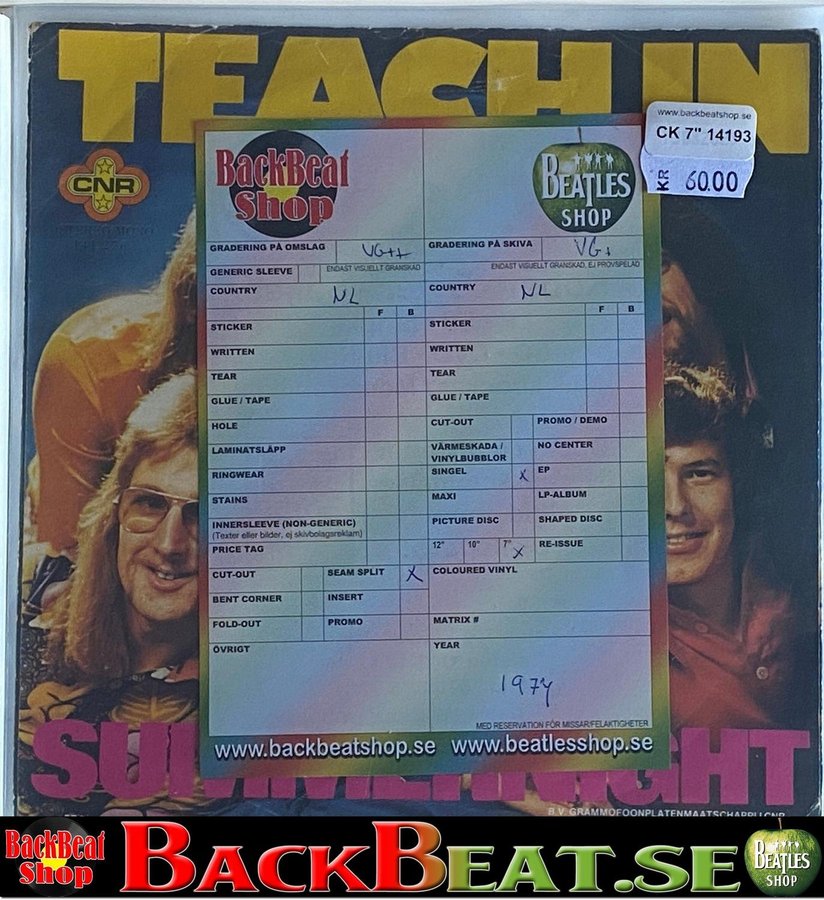 TEACH IN
www.backbeatshop.se
CK 7" 14193
KR 60.00
CNR
BackBeat
Shop
BEATLES
SHOP
GRADERING PÅ OMSLAG VG++
GRADERING PÅ SKIVA VG+
GENERIC SLEEVE
ENDAST VISUELLT GRANSKAD
ENDAST VISUELLT GRANSKAD, EJ PROVSPELAD
COUNTRY NL
COUNTRY NL
F B
F B
STICKER
STICKER
WRITTEN
WRITTEN
TEAR
TEAR
GLUE / TAPE
GLUE / TAPE
HOLE
CUT-OUT
PROMO / DEMO
LAMINATSLÄPP
VÄRMESKADA /
VINYLBUBBLOR
NO CENTER
RINGWEAR
SINGEL X
EP
STAINS
MAXI
LP-ALBUM
INNERSLEEVE (NON-GENERIC)
(Texter eller bilder, ej skivbolagsreklam)
PICTURE DISC
SHAPED DISC
PRICE TAG
12" 10" 7" X
RE-ISSUE
CUT-OUT
SEAM SPLIT X
COLOURED VINYL
BENT CORNER
INSERT
FOLD-OUT
PROMO
MATRIX #
ÖVRIGT
YEAR
1974
MED RESERVATION FÖR MISSAR/FELAKTIGHETER
www.backbeatshop.se www.beatlesshop.se
SUMMERNIGHT
B.V. GRAMMOFOONPLATENMAATSCHAPPIJ CNR
BackBeat
Shop
BACKBEAT.SE
BEATLES
SHOP